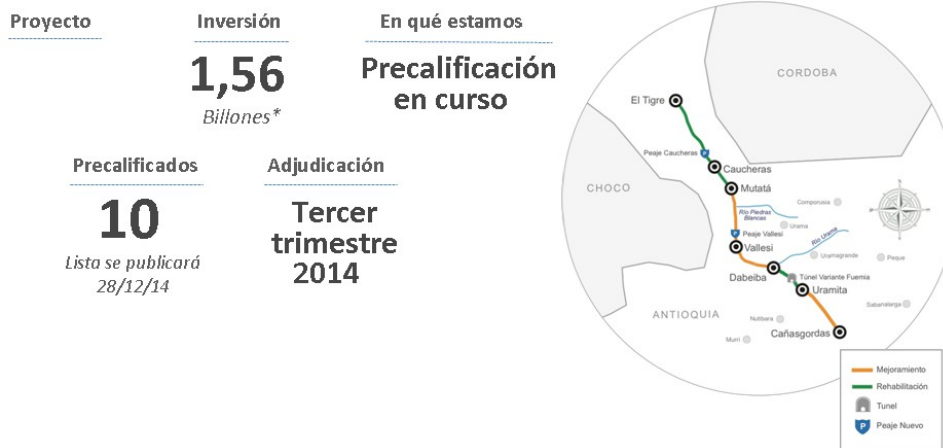 Proyecto
Inversión
En qué estamos
1,56
Billones*
Precalificación
en curso
Precalificados
Adjudicación
10
Lista se publicará
28/12/14
Tercer
trimestre
2014
CORDOBA
El Tigre
Peaje Caucheras
Caucheras
CHOCO
Mutatá
Comporusia
Río Piedras
Blancas
Urama
Peaje Vallesi
Río Urama
Vallesi
Uramagrande
Peque
Dabeiba
Túnel Variante Fuemia
Uramita
Sabanalarga
ANTIOQUIA
Nutibara
Cañasgordas
Murri
Mejoramiento
Rehabilitación
Tunel
P
Peaje Nuevo